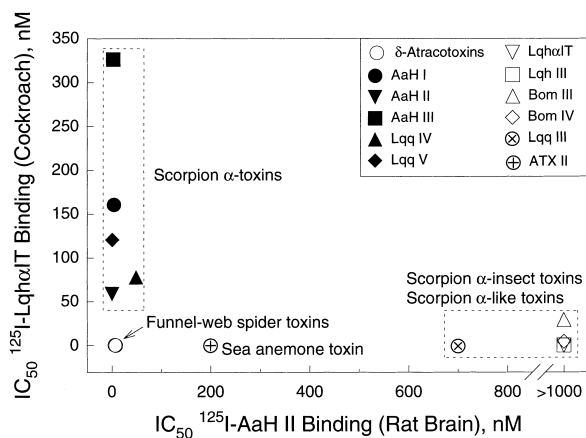 IC50 125I-LqhαIT Binding (Cockroach), nM
350
300
250
200
150
100
50
0
δ-Atracotoxins
AaH I
AaH II
AaH III
Lqq IV
Lqq V
LqhαIT
Lqh III
Bom III
Bom IV
Lqq III
ATX II
Scorpion α-toxins
Scorpion α-insect toxins
Scorpion α-like toxins
Funnel-web spider toxins
Sea anemone toxin
0 200 400 600 800 >1000
IC50 125I-AaH II Binding (Rat Brain), nM